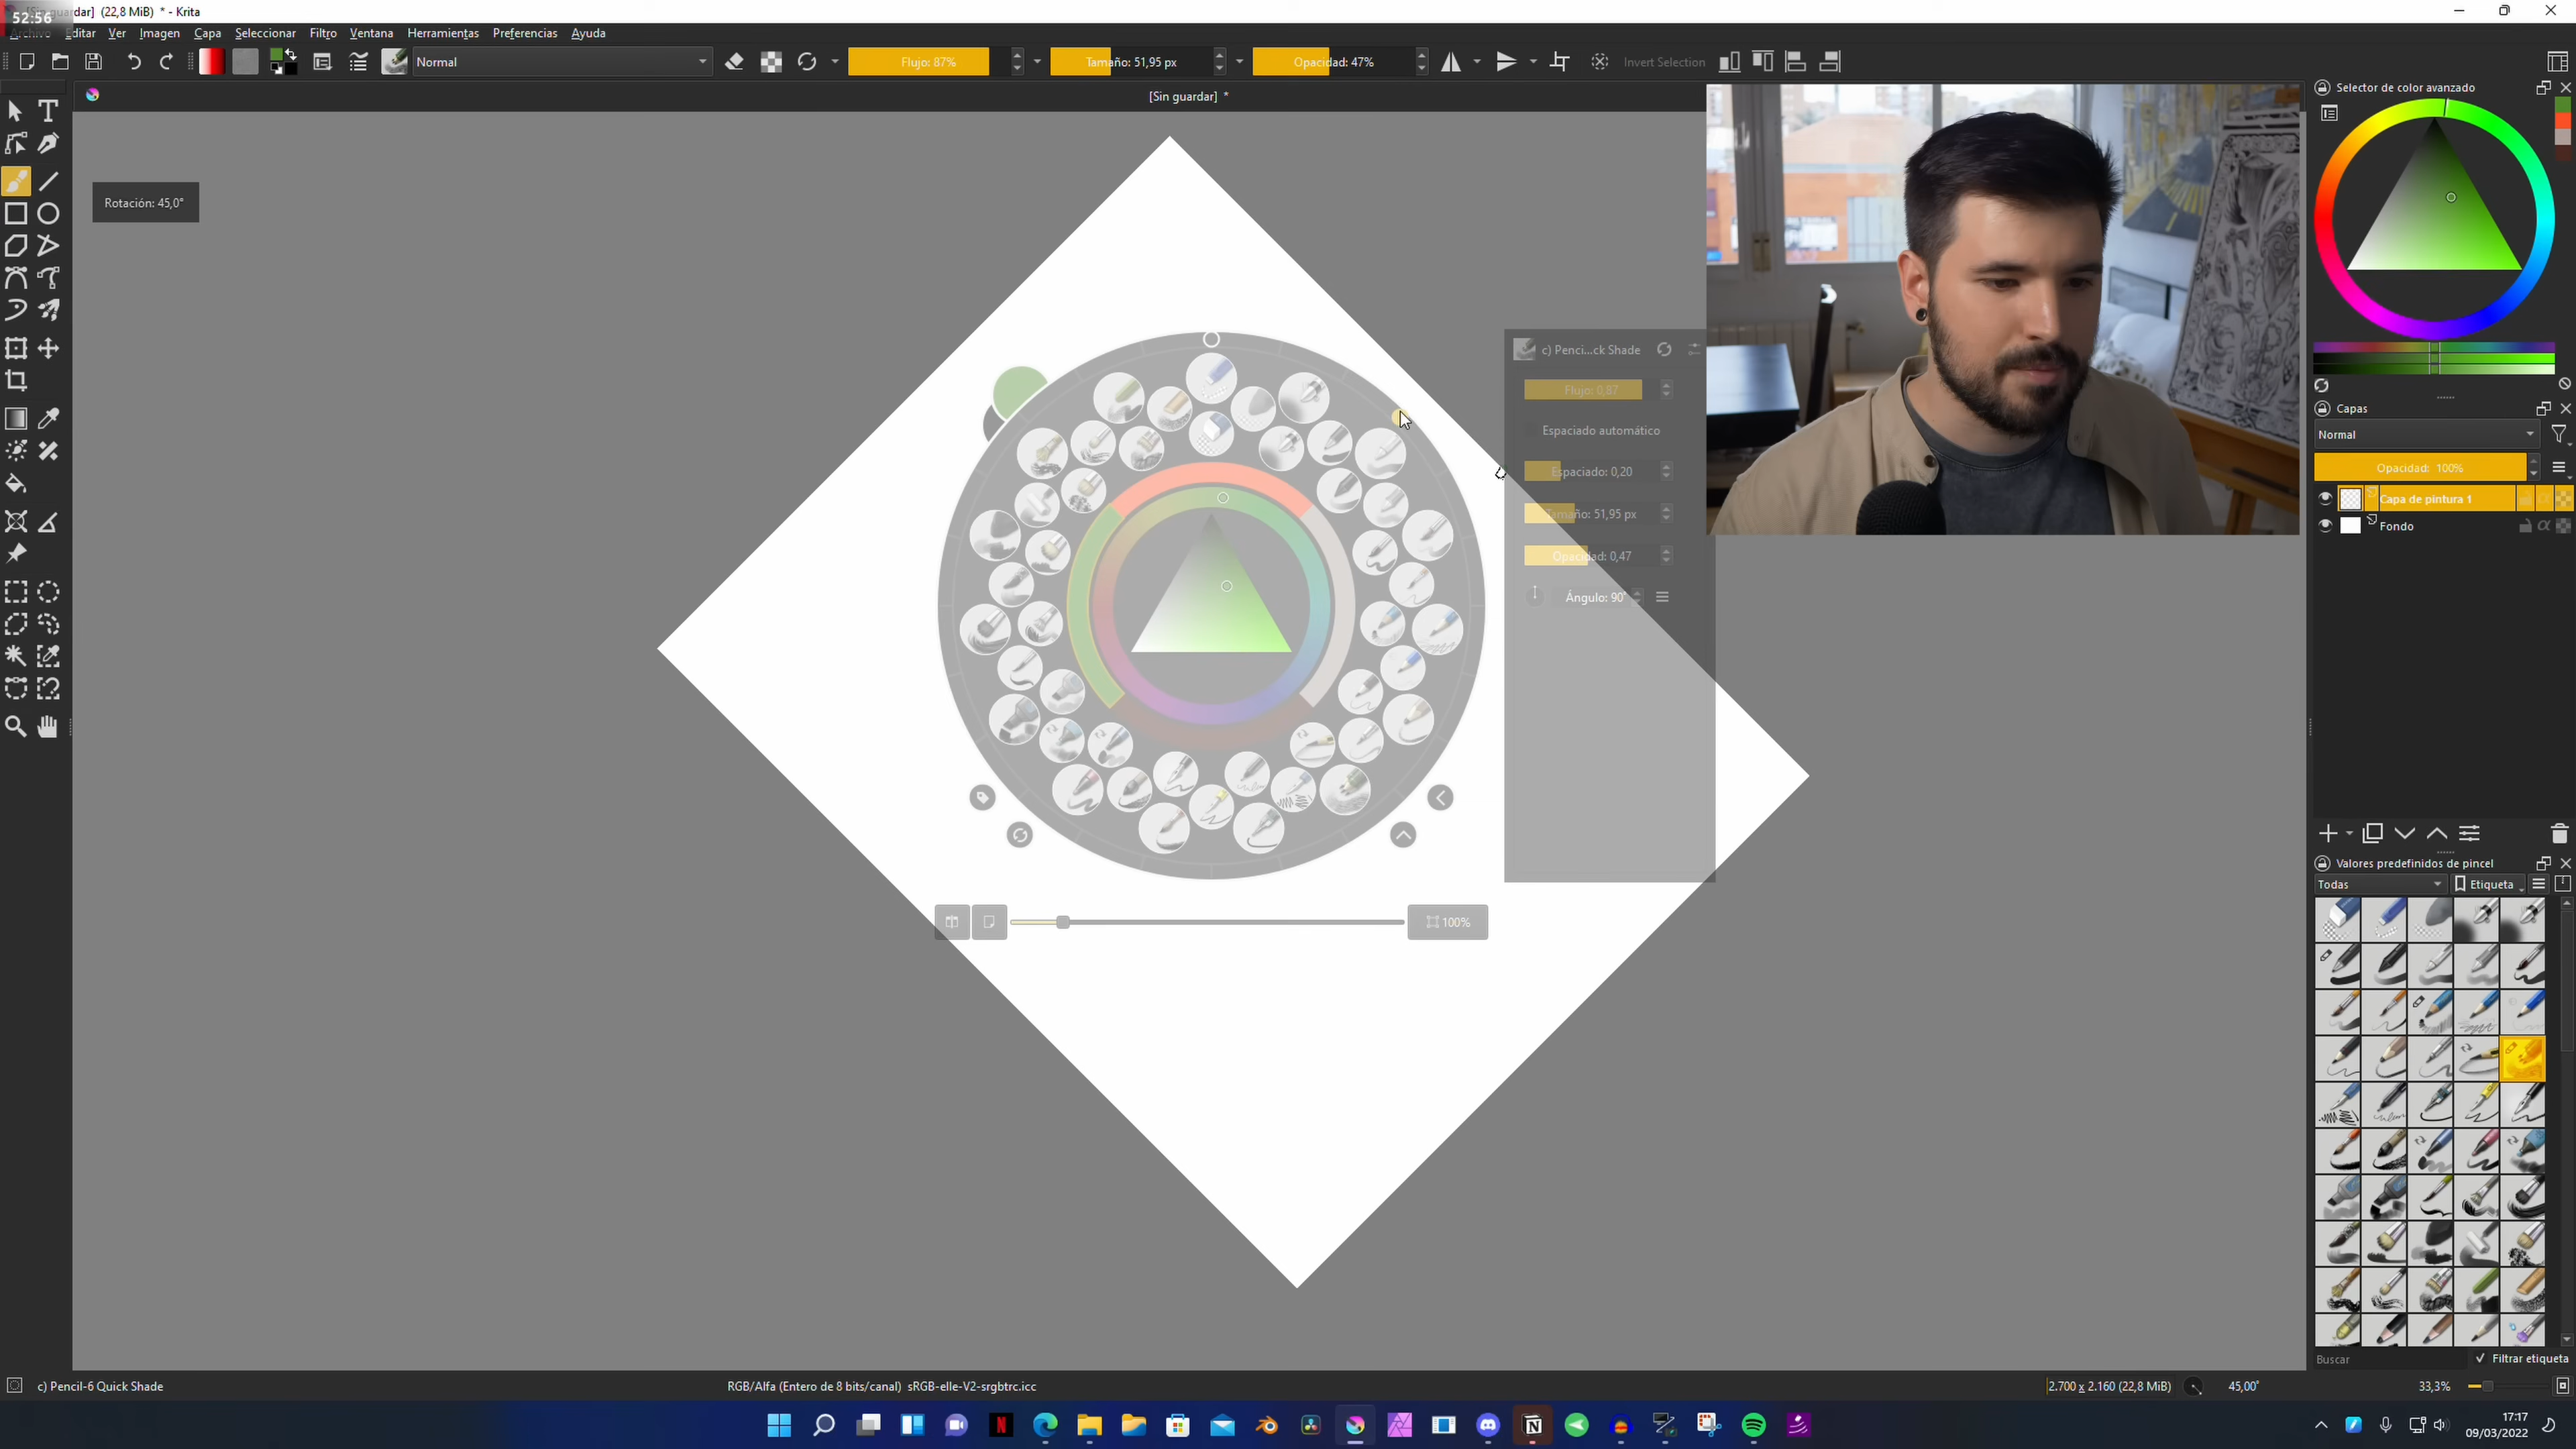 52:56
(22,8 MiB) * - Krita
Archivo Editar Ver Imagen Capa Seleccionar Filtro Ventana Herramientas Preferencias Ayuda
Normal Flujo: 87% Tamaño: 51,95 px Opacidad: 47% Invert Selection
[Sin guardar] *
Selector de color avanzado
Rotación: 45,0°
c) Penci...ck Shade
Flujo: 0,87
Espaciado automático
Espaciado: 0,20
Tamaño: 51,95 px
Opacidad: 0,47
Ángulo: 90°
100%
Capas
Normal
Opacidad: 100%
Capa de pintura 1
Fondo
Valores predefinidos de pincel
Todas Etiqueta
Buscar Filtrar etiqueta
c) Pencil-6 Quick Shade RGB/Alfa (Entero de 8 bits/canal) sRGB-elle-V2-srgbtrc.icc 2.700 x 2.160 (22,8 MiB) 45,00° 33,3%
17:17
09/03/2022